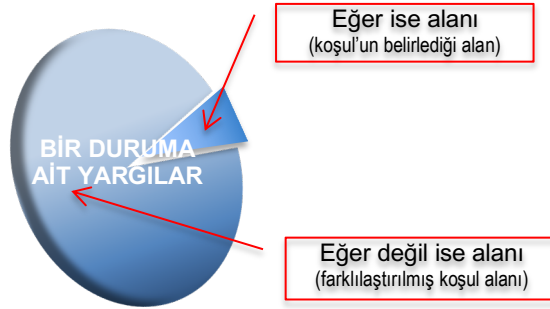 Eğer ise alanı
(koşul'un belirlediği alan)
BİR DURUMA
AİT YARGILAR
Eğer değil ise alanı
(farklılaştırılmış koşul alanı)